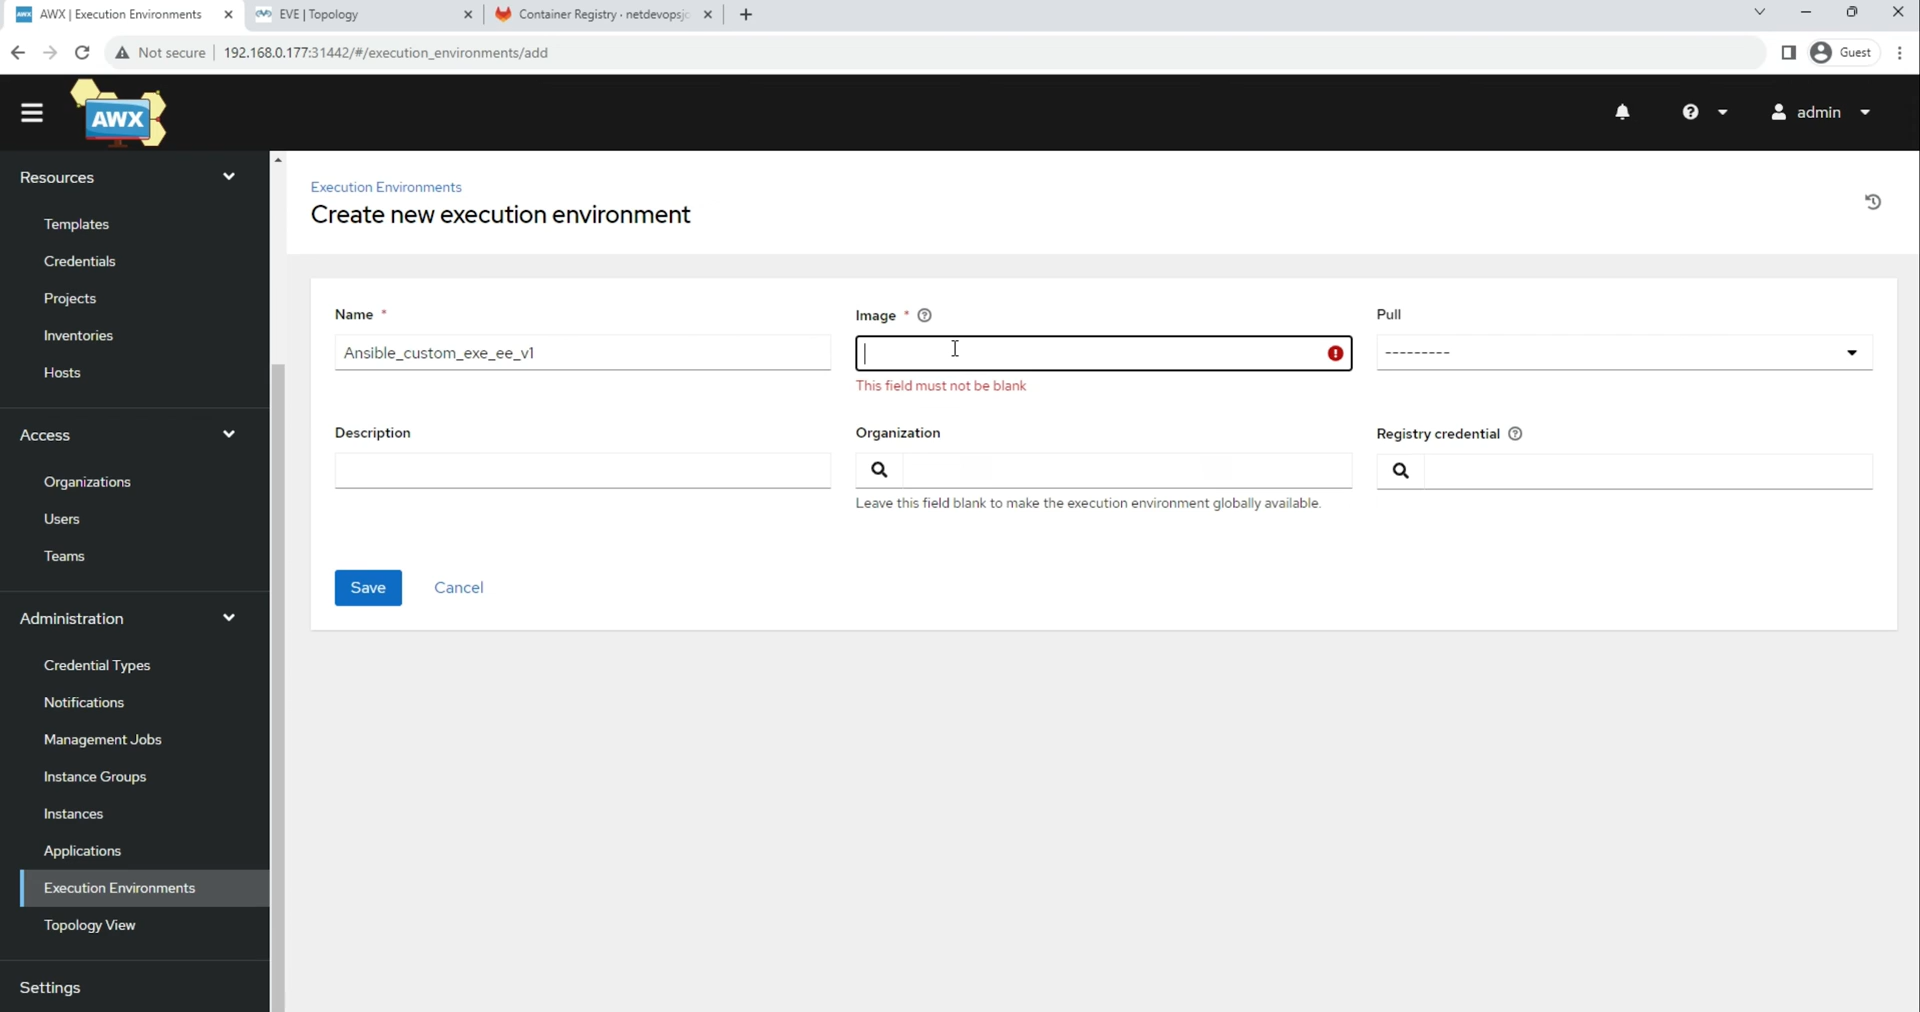 AWX | Execution Environments
EVE | Topology
Container Registry · netdevopsjc
Not secure
192.168.0.177:31442/#/execution_environments/add
Guest
AWX
admin
Resources
Templates
Credentials
Projects
Inventories
Hosts
Access
Organizations
Users
Teams
Administration
Credential Types
Notifications
Management Jobs
Instance Groups
Instances
Applications
Execution Environments
Topology View
Settings
Execution Environments
Create new execution environment
Name *
Image *
Pull
Ansible_custom_exe_ee_v1
---------
This field must not be blank
Description
Organization
Registry credential
Leave this field blank to make the execution environment globally available.
Save
Cancel